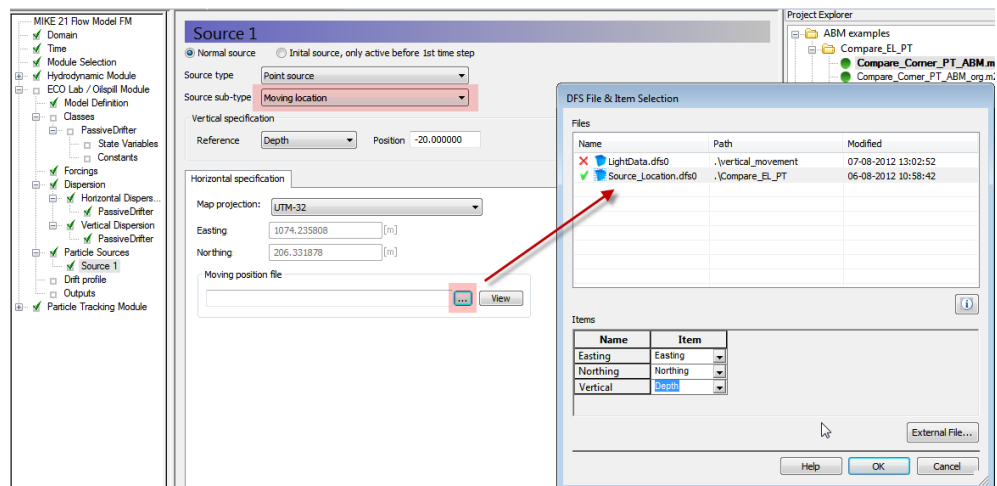 MIKE 21 Flow Model FM
Domain
Time
Module Selection
Hydrodynamic Module
ECO Lab / Oilspill Module
Model Definition
Classes
PassiveDrifter
State Variables
Constants
Forcings
Dispersion
Horizontal Dispers...
PassiveDrifter
Vertical Dispersion
PassiveDrifter
Particle Sources
Source 1
Drift profile
Outputs
Particle Tracking Module
Source 1
Normal source Inital source, only active before 1st time step
Source type Point source
Source sub-type Moving location
Vertical specification
Reference Depth Position -20.000000
Horizontal specification
Map projection: UTM-32
Easting 1074.235808 [m]
Northing 206.331878 [m]
Moving position file
... View
Project Explorer
ABM examples
Compare_EL_PT
Compare_Corner_PT_ABM.m
Compare_Corner_PT_ABM_org.m2
DFS File & Item Selection
Files
Name Path Modified
LightData.dfs0 .\vertical_movement 07-08-2012 13:02:52
Source_Location.dfs0 .\Compare_EL_PT 06-08-2012 10:58:42
Items
Name Item
Easting Easting
Northing Northing
Vertical Depth
External File...
Help OK Cancel